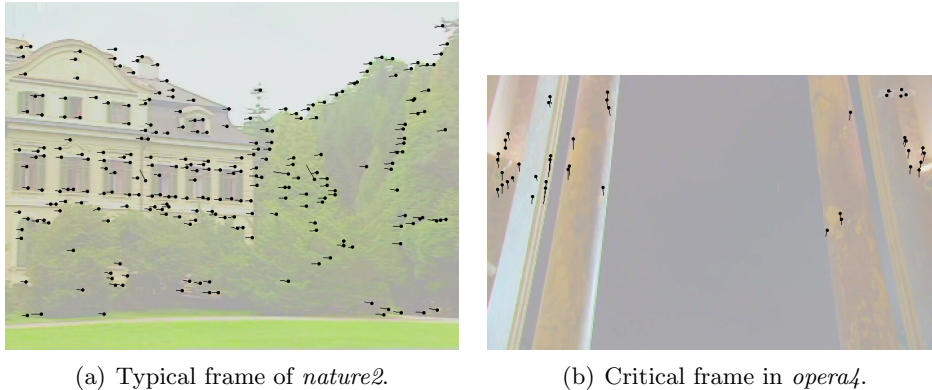 (a) Typical frame of nature2.
(b) Critical frame in opera4.